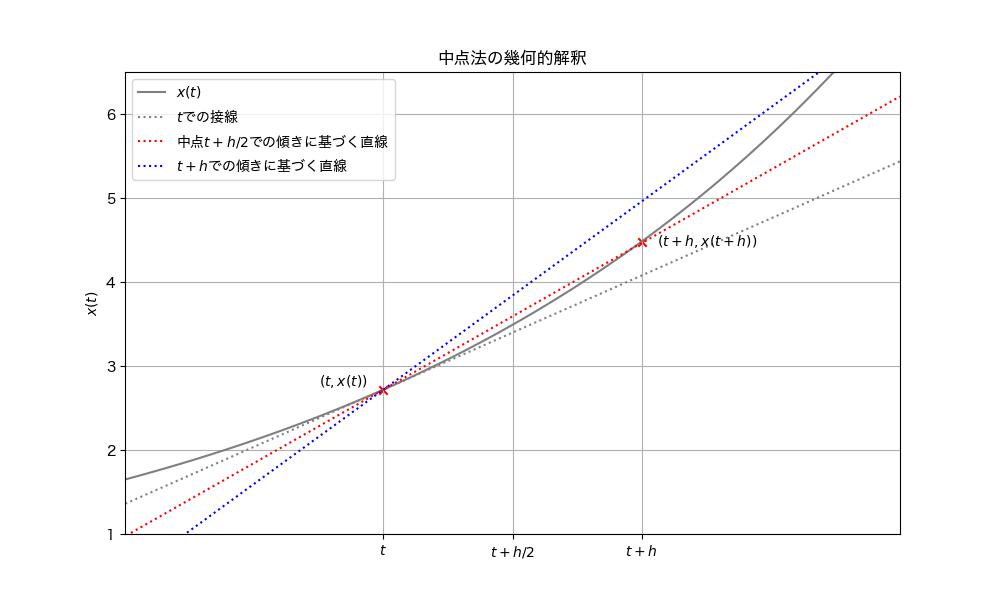 中点法の幾何的解釈
x(t)
tでの接線
中点t + h/2での傾きに基づく直線
t + hでの傾きに基づく直線
6
5
4
3
2
1
x(t)
(t + h, x(t + h))
(t, x(t))
t
t + h/2
t + h